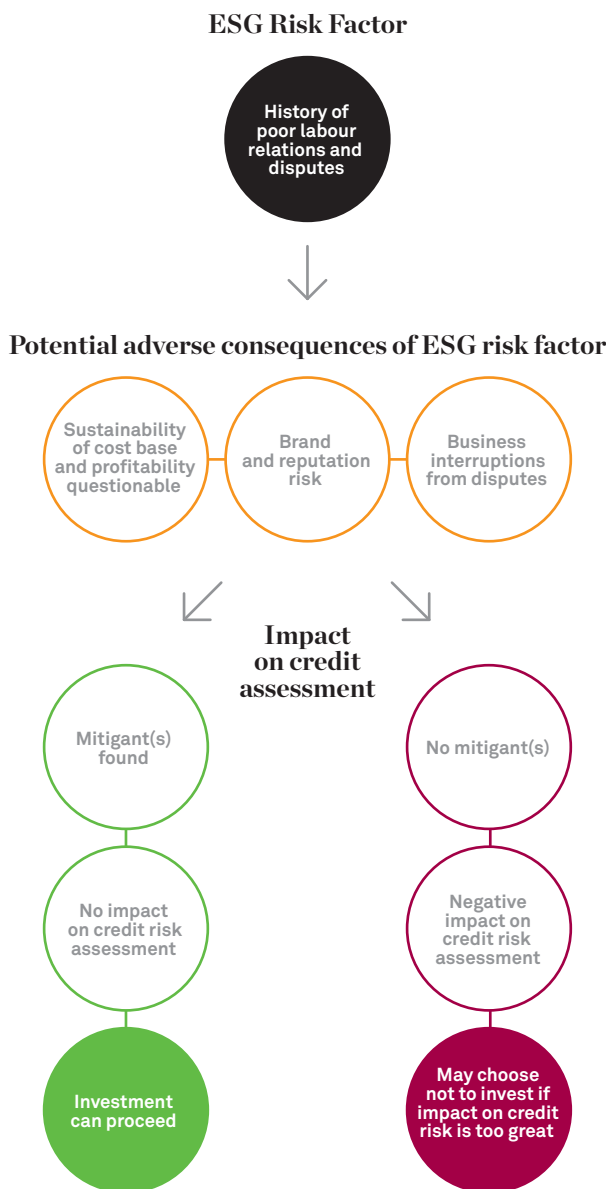 ESG Risk Factor
History of
poor labour
relations and
disputes
Potential adverse consequences of ESG risk factor
Sustainability
of cost base
and profitability
questionable
Brand
and reputation
risk
Business
interruptions
from disputes
Impact
on credit
assessment
Mitigant(s)
found
No impact
on credit risk
assessment
Investment
can proceed
No mitigant(s)
Negative
impact on
credit risk
assessment
May choose
not to invest if
impact on credit
risk is too great